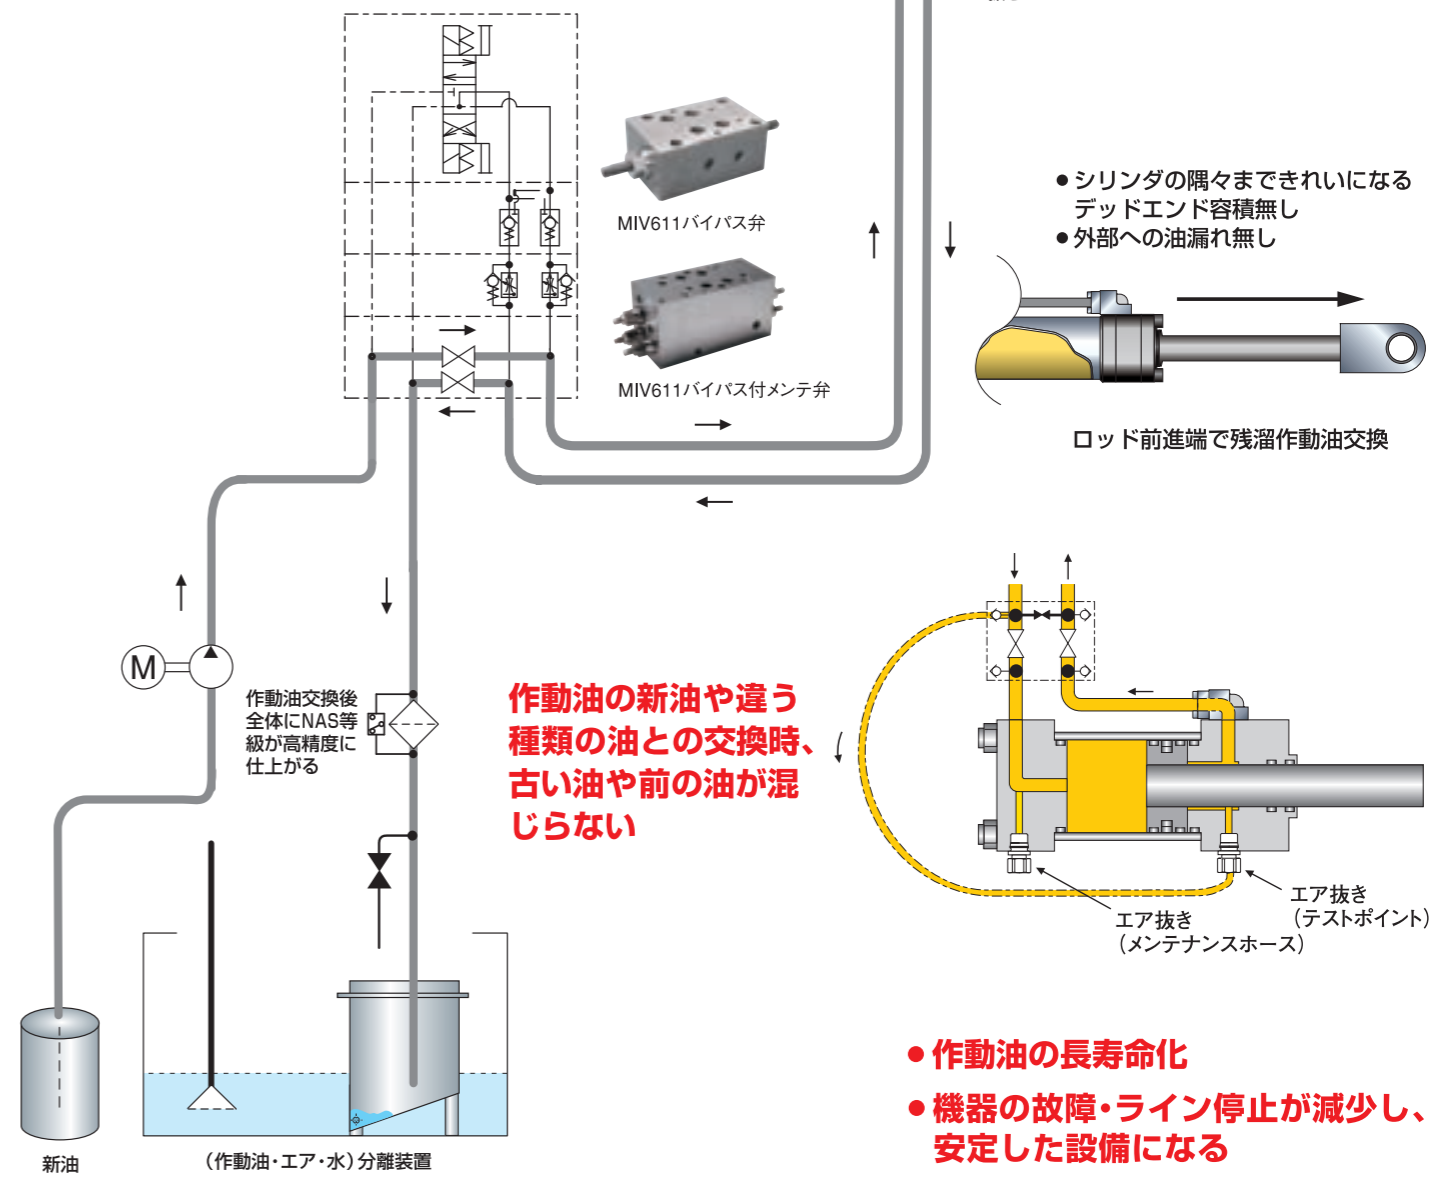 MIV611バイパス弁
MIV611バイパス付メンテ弁
●シリンダの隅々まできれいになる
デッドエンド容積無し
●外部への油漏れ無し
ロッド前進端で残溜作動油交換
M
作動油交換後
全体にNAS等
級が高精度に
仕上がる
作動油の新油や違う
種類の油との交換時、
古い油や前の油が混
じらない
エア抜き
（テストポイント）
エア抜き
（メンテナンスホース）
新油
（作動油・エア・水）分離装置
●作動油の長寿命化
●機器の故障・ライン停止が減少し、
安定した設備になる